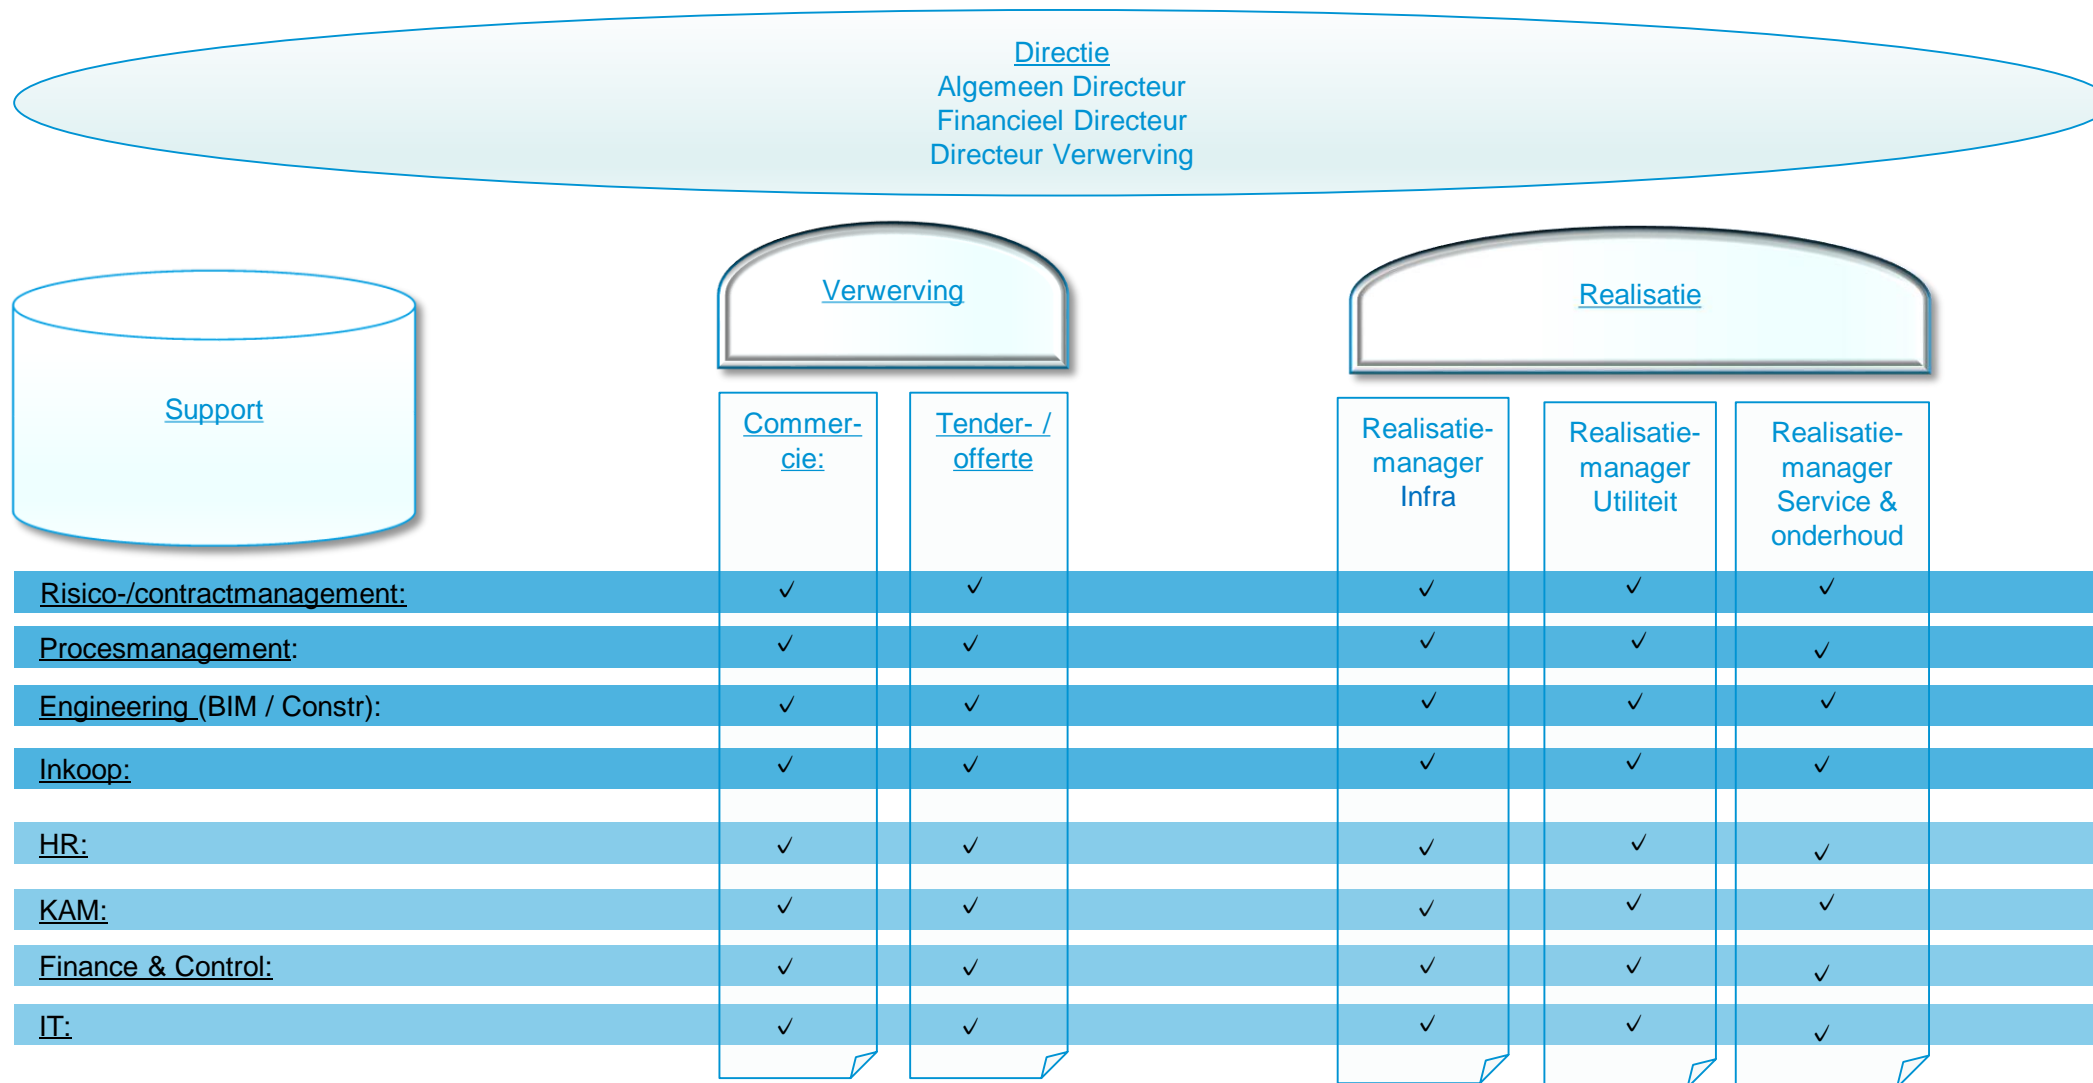 Directie
Algemeen Directeur
Financieel Directeur
Directeur Verwerving
Verwerving
Realisatie
Support
Commer-
cie:
Tender- /
offerte
Realisatie-
manager
Infra
Realisatie-
manager
Utiliteit
Realisatie-
manager
Service &
onderhoud
Risico-/contractmanagement: ✓ ✓ ✓ ✓ ✓
Procesmanagement: ✓ ✓ ✓ ✓ ✓
Engineering (BIM / Constr): ✓ ✓ ✓ ✓ ✓
Inkoop: ✓ ✓ ✓ ✓ ✓
HR: ✓ ✓ ✓ ✓ ✓
KAM: ✓ ✓ ✓ ✓ ✓
Finance & Control: ✓ ✓ ✓ ✓ ✓
IT: ✓ ✓ ✓ ✓ ✓